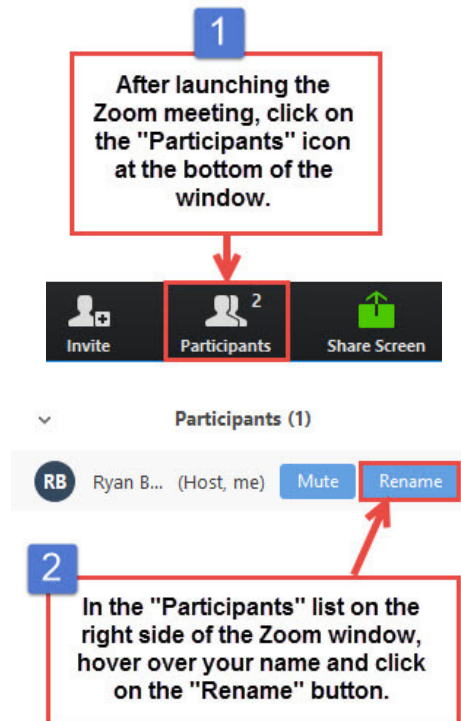 1
After launching the
Zoom meeting, click on
the "Participants" icon
at the bottom of the
window.
2
Invite
Participants
Share Screen
Participants (1)
RB Ryan B... (Host, me) Mute Rename
2
In the "Participants" list on the
right side of the Zoom window,
hover over your name and click
on the "Rename" button.